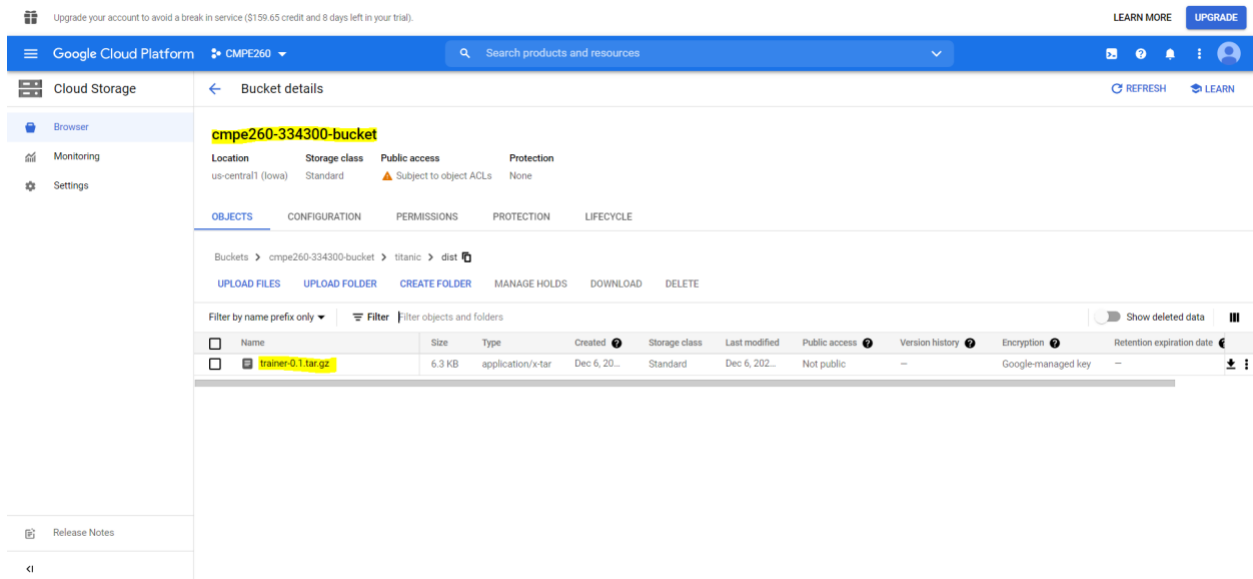 Upgrade your account to avoid a break in service ($159.65 credit and 8 days left in your trial).
LEARN MORE
UPGRADE
Google Cloud Platform
CMPE260
Search products and resources
Cloud Storage
Bucket details
REFRESH
LEARN
Browser
Monitoring
Settings
cmpe260-334300-bucket
Location Storage class Public access Protection
us-central1 (Iowa) Standard Subject to object ACLs None
OBJECTS CONFIGURATION PERMISSIONS PROTECTION LIFECYCLE
Buckets > cmpe260-334300-bucket > titanic > dist
UPLOAD FILES UPLOAD FOLDER CREATE FOLDER MANAGE HOLDS DOWNLOAD DELETE
Filter by name prefix only Filter Filter objects and folders Show deleted data
Name Size Type Created Storage class Last modified Public access Version history Encryption Retention expiration date
trainer-0.1.tar.gz 6.3 KB application/x-tar Dec 6, 20... Standard Dec 6, 202... Not public — Google-managed key —
Release Notes